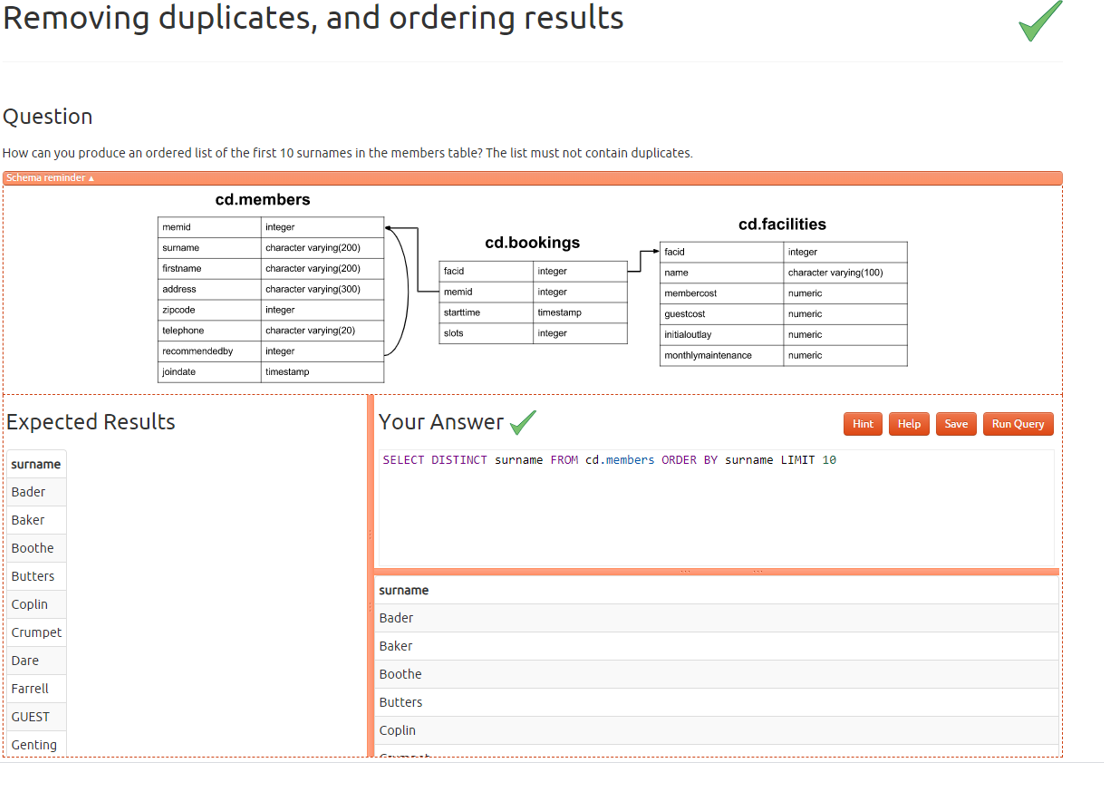 Removing duplicates, and ordering results
Question
How can you produce an ordered list of the first 10 surnames in the members table? The list must not contain duplicates.
Schema reminder ▲
cd.members
memid integer
surname character varying(200)
firstname character varying(200)
address character varying(300)
zipcode integer
telephone character varying(20)
recommendedby integer
joindate timestamp
cd.bookings
facid integer
memid integer
starttime timestamp
slots integer
cd.facilities
facid integer
name character varying(100)
membercost numeric
guestcost numeric
initialoutlay numeric
monthlymaintenance numeric
Expected Results
surname
Bader
Baker
Boothe
Butters
Coplin
Crumpet
Dare
Farrell
GUEST
Genting
Your Answer
Hint Help Save Run Query
SELECT DISTINCT surname FROM cd.members ORDER BY surname LIMIT 10
surname
Bader
Baker
Boothe
Butters
Coplin